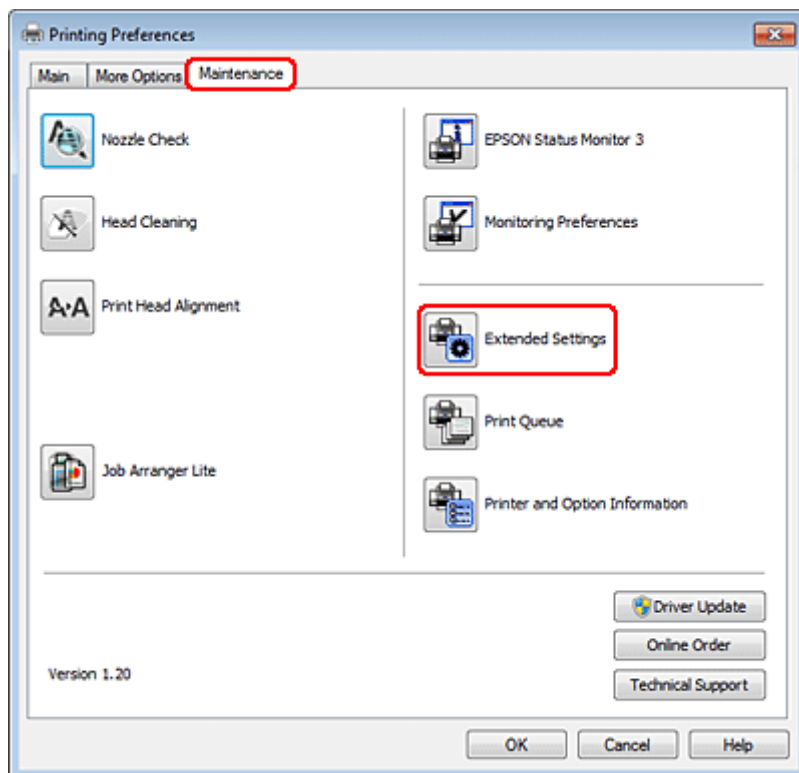 Printing Preferences
Main
More Options
Maintenance
Nozzle Check
Head Cleaning
A·A
Print Head Alignment
Job Arranger Lite
EPSON Status Monitor 3
Monitoring Preferences
Extended Settings
Print Queue
Printer and Option Information
Version 1.20
Driver Update
Online Order
Technical Support
OK
Cancel
Help